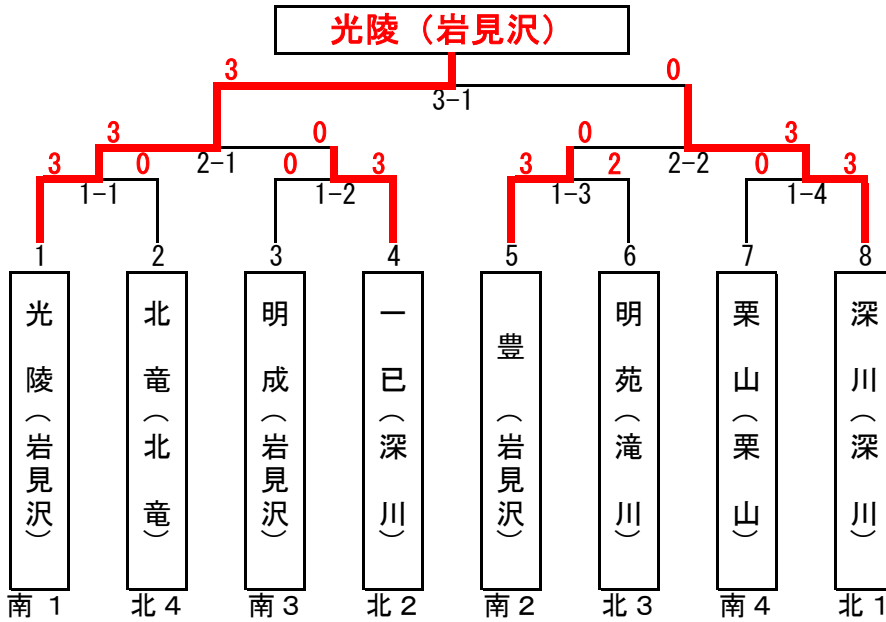 光陵（岩見沢）
3 0
3-1
3 0 0 3
2-1 2-2
3 0 0 3 3 2 0 3
1-1 1-2 1-3 1-4
1 2 3 4 5 6 7 8
光陵（岩見沢）
北竜（北竜）
明成（岩見沢）
一已（深川）
豊（岩見沢）
明苑（滝川）
栗山（栗山）
深川（深川）
南１ 北４ 南３ 北２ 南２ 北３ 南４ 北１